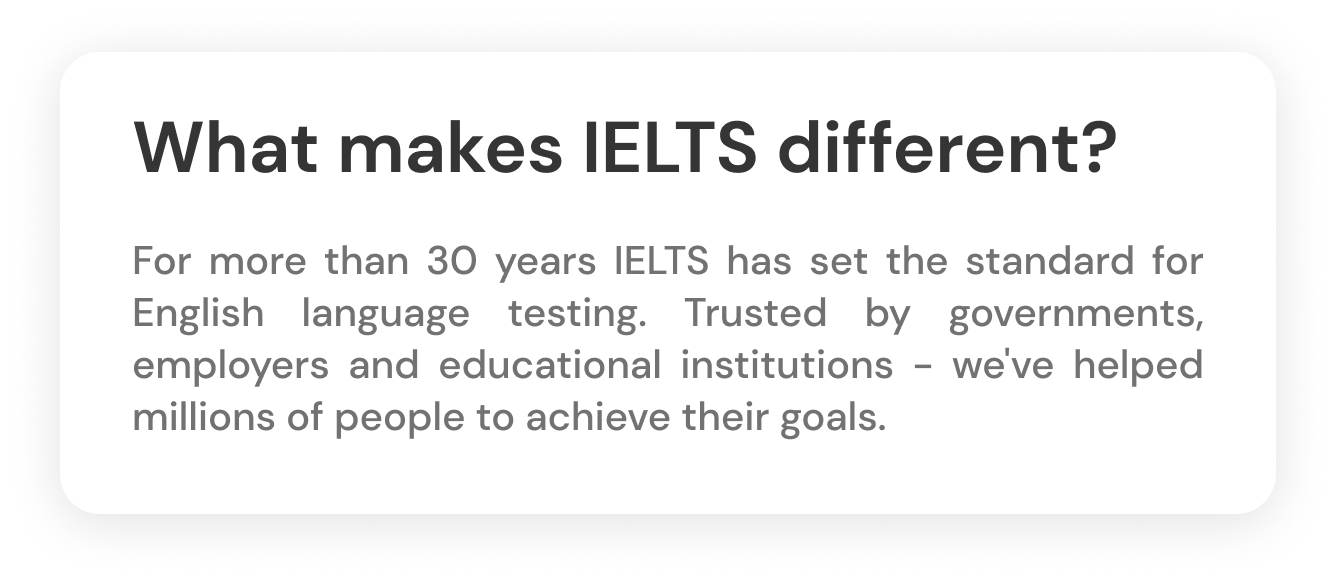 What makes IELTS different?
For more than 30 years IELTS has set the standard for
English language testing. Trusted by governments,
employers and educational institutions - we've helped
millions of people to achieve their goals.